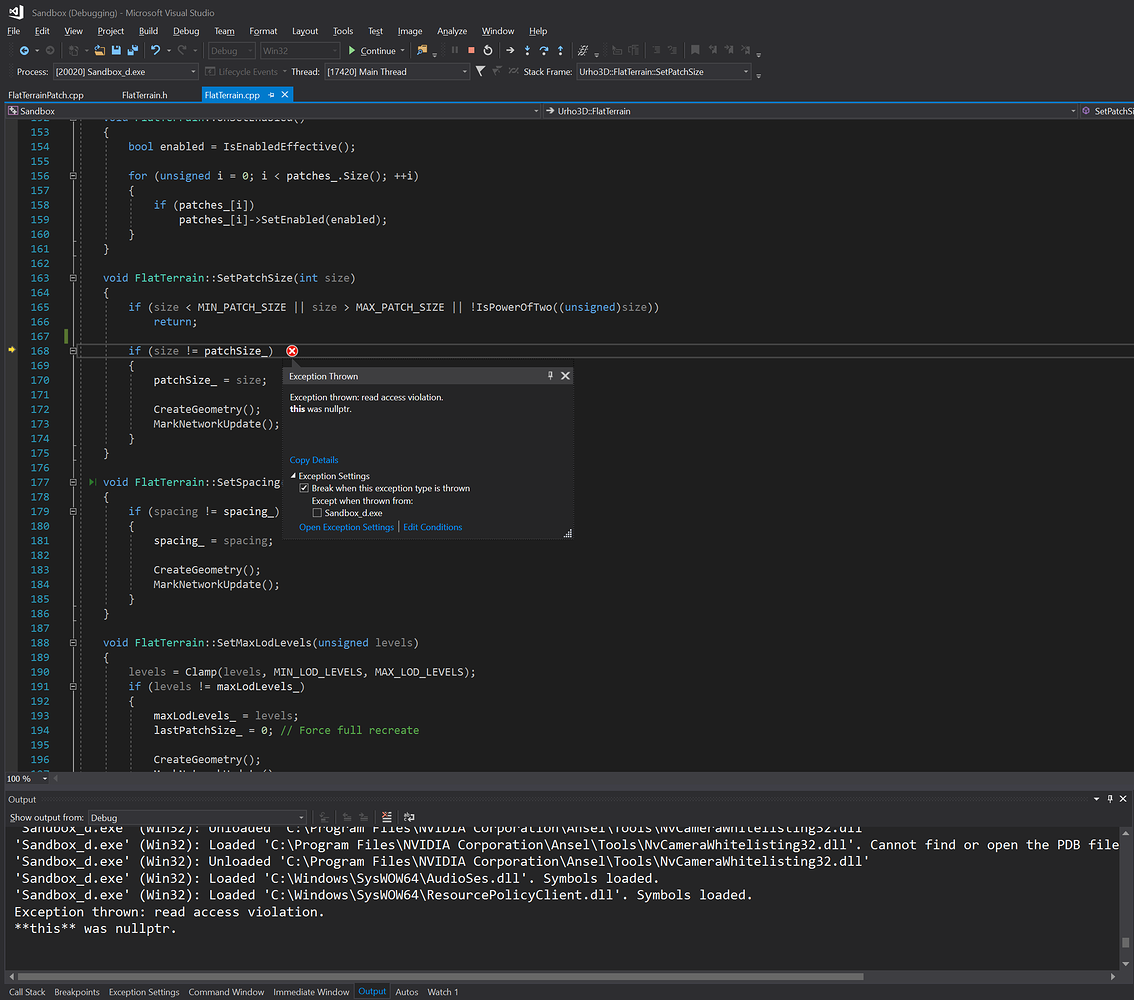 Sandbox (Debugging) - Microsoft Visual Studio
File Edit View Project Build Debug Team Format Layout Tools Test Image Analyze Window Help
Debug Win32 Continue
Process: [20020] Sandbox_d.exe Lifecycle Events Thread: [17420] Main Thread Stack Frame: Urho3D::FlatTerrain::SetPatchSize
FlatTerrainPatch.cpp FlatTerrain.h FlatTerrain.cpp
Sandbox Urho3D::FlatTerrain SetPatchSi
153 {
154 bool enabled = IsEnabledEffective();
155
156 for (unsigned i = 0; i < patches_.Size(); ++i)
157 {
158 if (patches_[i])
159 patches_[i]->SetEnabled(enabled);
160 }
161 }
162
163 void FlatTerrain::SetPatchSize(int size)
164 {
165 if (size < MIN_PATCH_SIZE || size > MAX_PATCH_SIZE || !IsPowerOfTwo((unsigned)size))
166 return;
167
168 if (size != patchSize_)
169 {
170 patchSize_ = size;
171
172 CreateGeometry();
173 MarkNetworkUpdate();
174 }
175 }
176
177 void FlatTerrain::SetSpacing
178 {
179 if (spacing != spacing_)
180 {
181 spacing_ = spacing;
182
183 CreateGeometry();
184 MarkNetworkUpdate();
185 }
186 }
187
188 void FlatTerrain::SetMaxLodLevels(unsigned levels)
189 {
190 levels = Clamp(levels, MIN_LOD_LEVELS, MAX_LOD_LEVELS);
191 if (levels != maxLodLevels_)
192 {
193 maxLodLevels_ = levels;
194 lastPatchSize_ = 0; // Force full recreate
195
196 CreateGeometry();
Exception Thrown
Exception thrown: read access violation.
this was nullptr.
Copy Details
Exception Settings
Break when this exception type is thrown
Except when thrown from:
Sandbox_d.exe
Open Exception Settings | Edit Conditions
100 %
Output
Show output from: Debug
'Sandbox_d.exe' (Win32): Unloaded 'C:\Program Files\NVIDIA Corporation\Ansel\Tools\NvCameraWhitelisting32.dll'
'Sandbox_d.exe' (Win32): Loaded 'C:\Program Files\NVIDIA Corporation\Ansel\Tools\NvCameraWhitelisting32.dll'. Cannot find or open the PDB file
'Sandbox_d.exe' (Win32): Unloaded 'C:\Program Files\NVIDIA Corporation\Ansel\Tools\NvCameraWhitelisting32.dll'
'Sandbox_d.exe' (Win32): Loaded 'C:\Windows\SysWOW64\AudioSes.dll'. Symbols loaded.
'Sandbox_d.exe' (Win32): Loaded 'C:\Windows\SysWOW64\ResourcePolicyClient.dll'. Symbols loaded.
Exception thrown: read access violation.
**this** was nullptr.
Call Stack Breakpoints Exception Settings Command Window Immediate Window Output Autos Watch 1